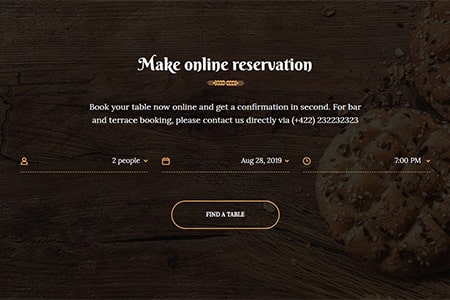 Make online reservation
Book your table now online and get a confirmation in second. For bar
and terrace booking, please contact us directly via (+422) 232232323
2 people
Aug 28, 2019
7:00 PM
FIND A TABLE